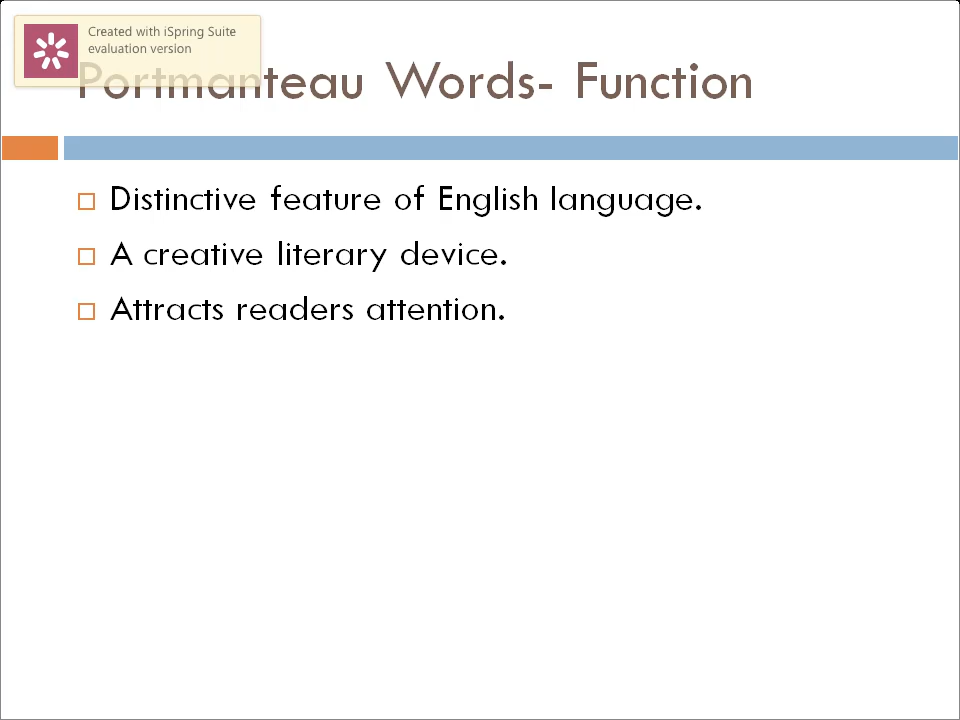 Created with iSpring Suite
evaluation version
Portmanteau Words- Function
Distinctive feature of English language.
A creative literary device.
Attracts readers attention.